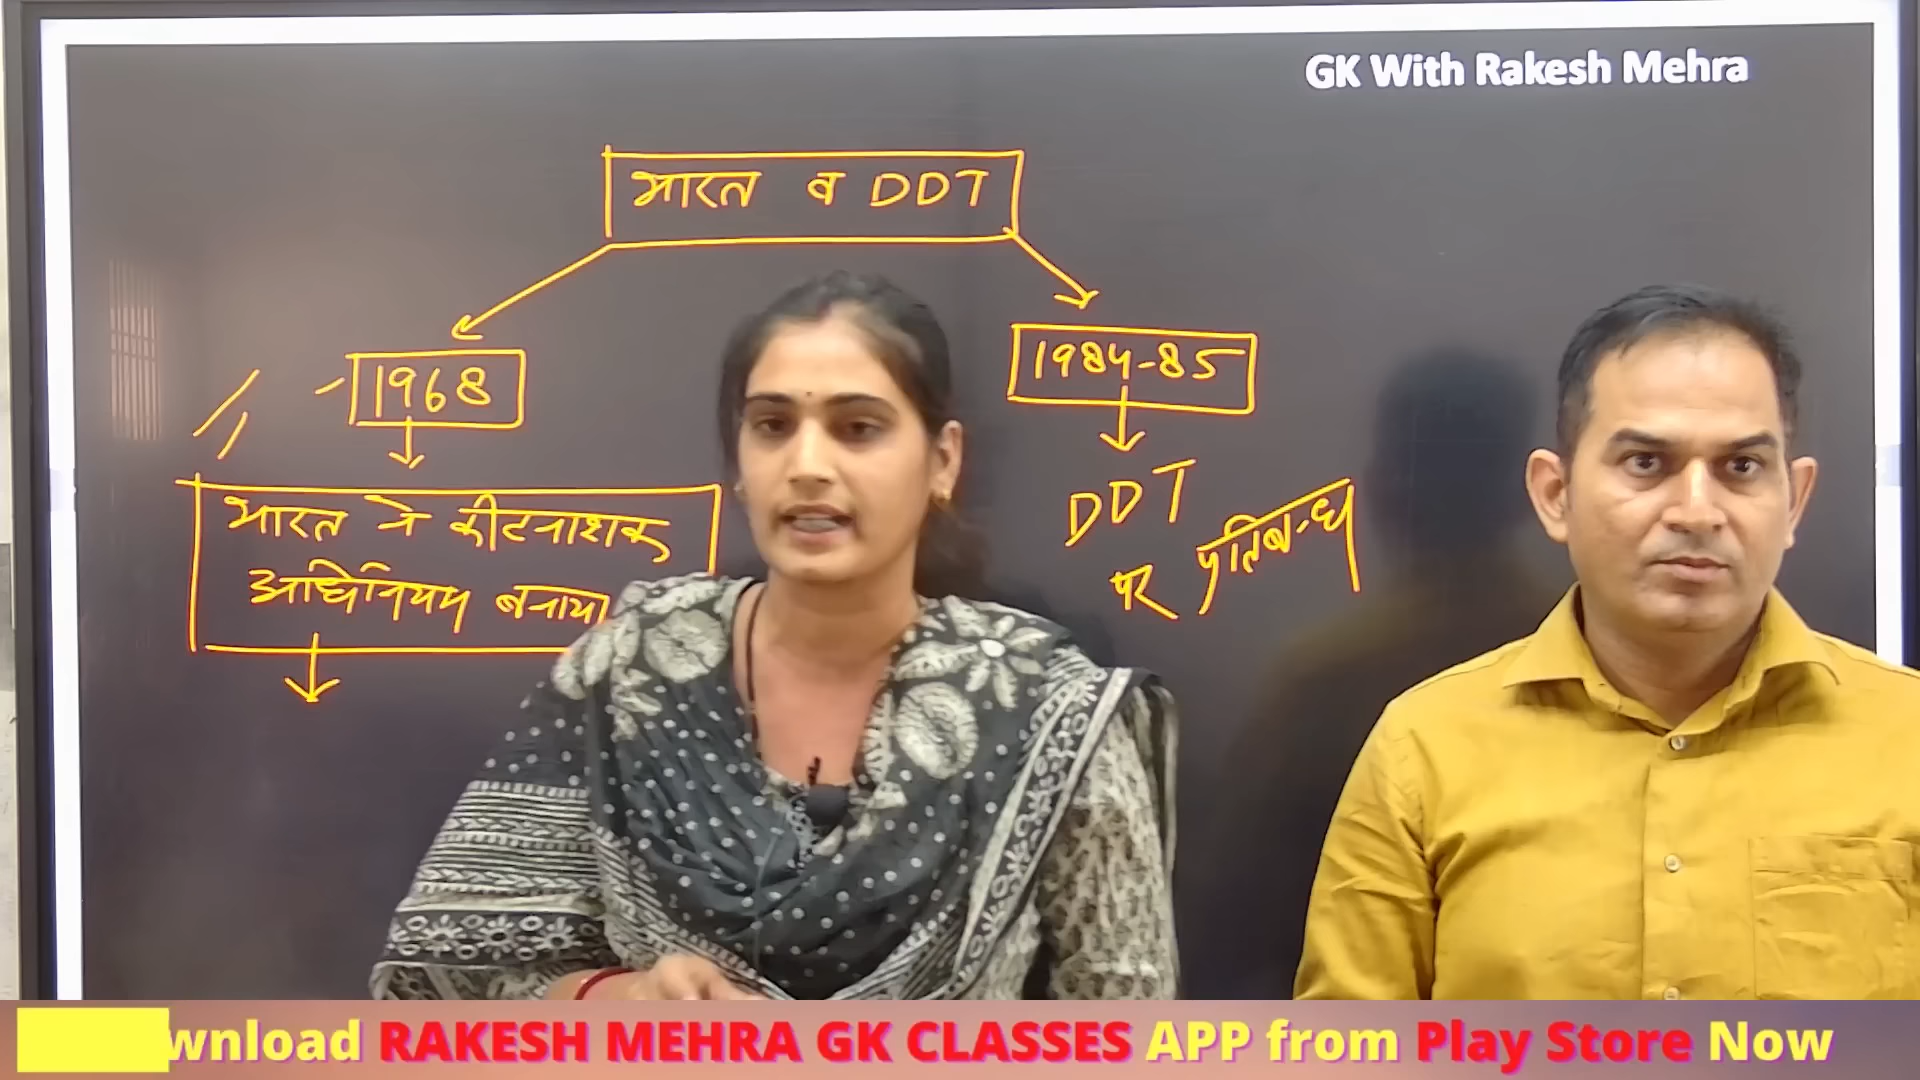 GK With Rakesh Mehra
भारत व DDT
1968
भारत ने कीटनाशक
अधिनियम बनाया
1984-85
DDT
पर प्रतिबन्ध
wnload RAKESH MEHRA GK CLASSES APP from Play Store Now